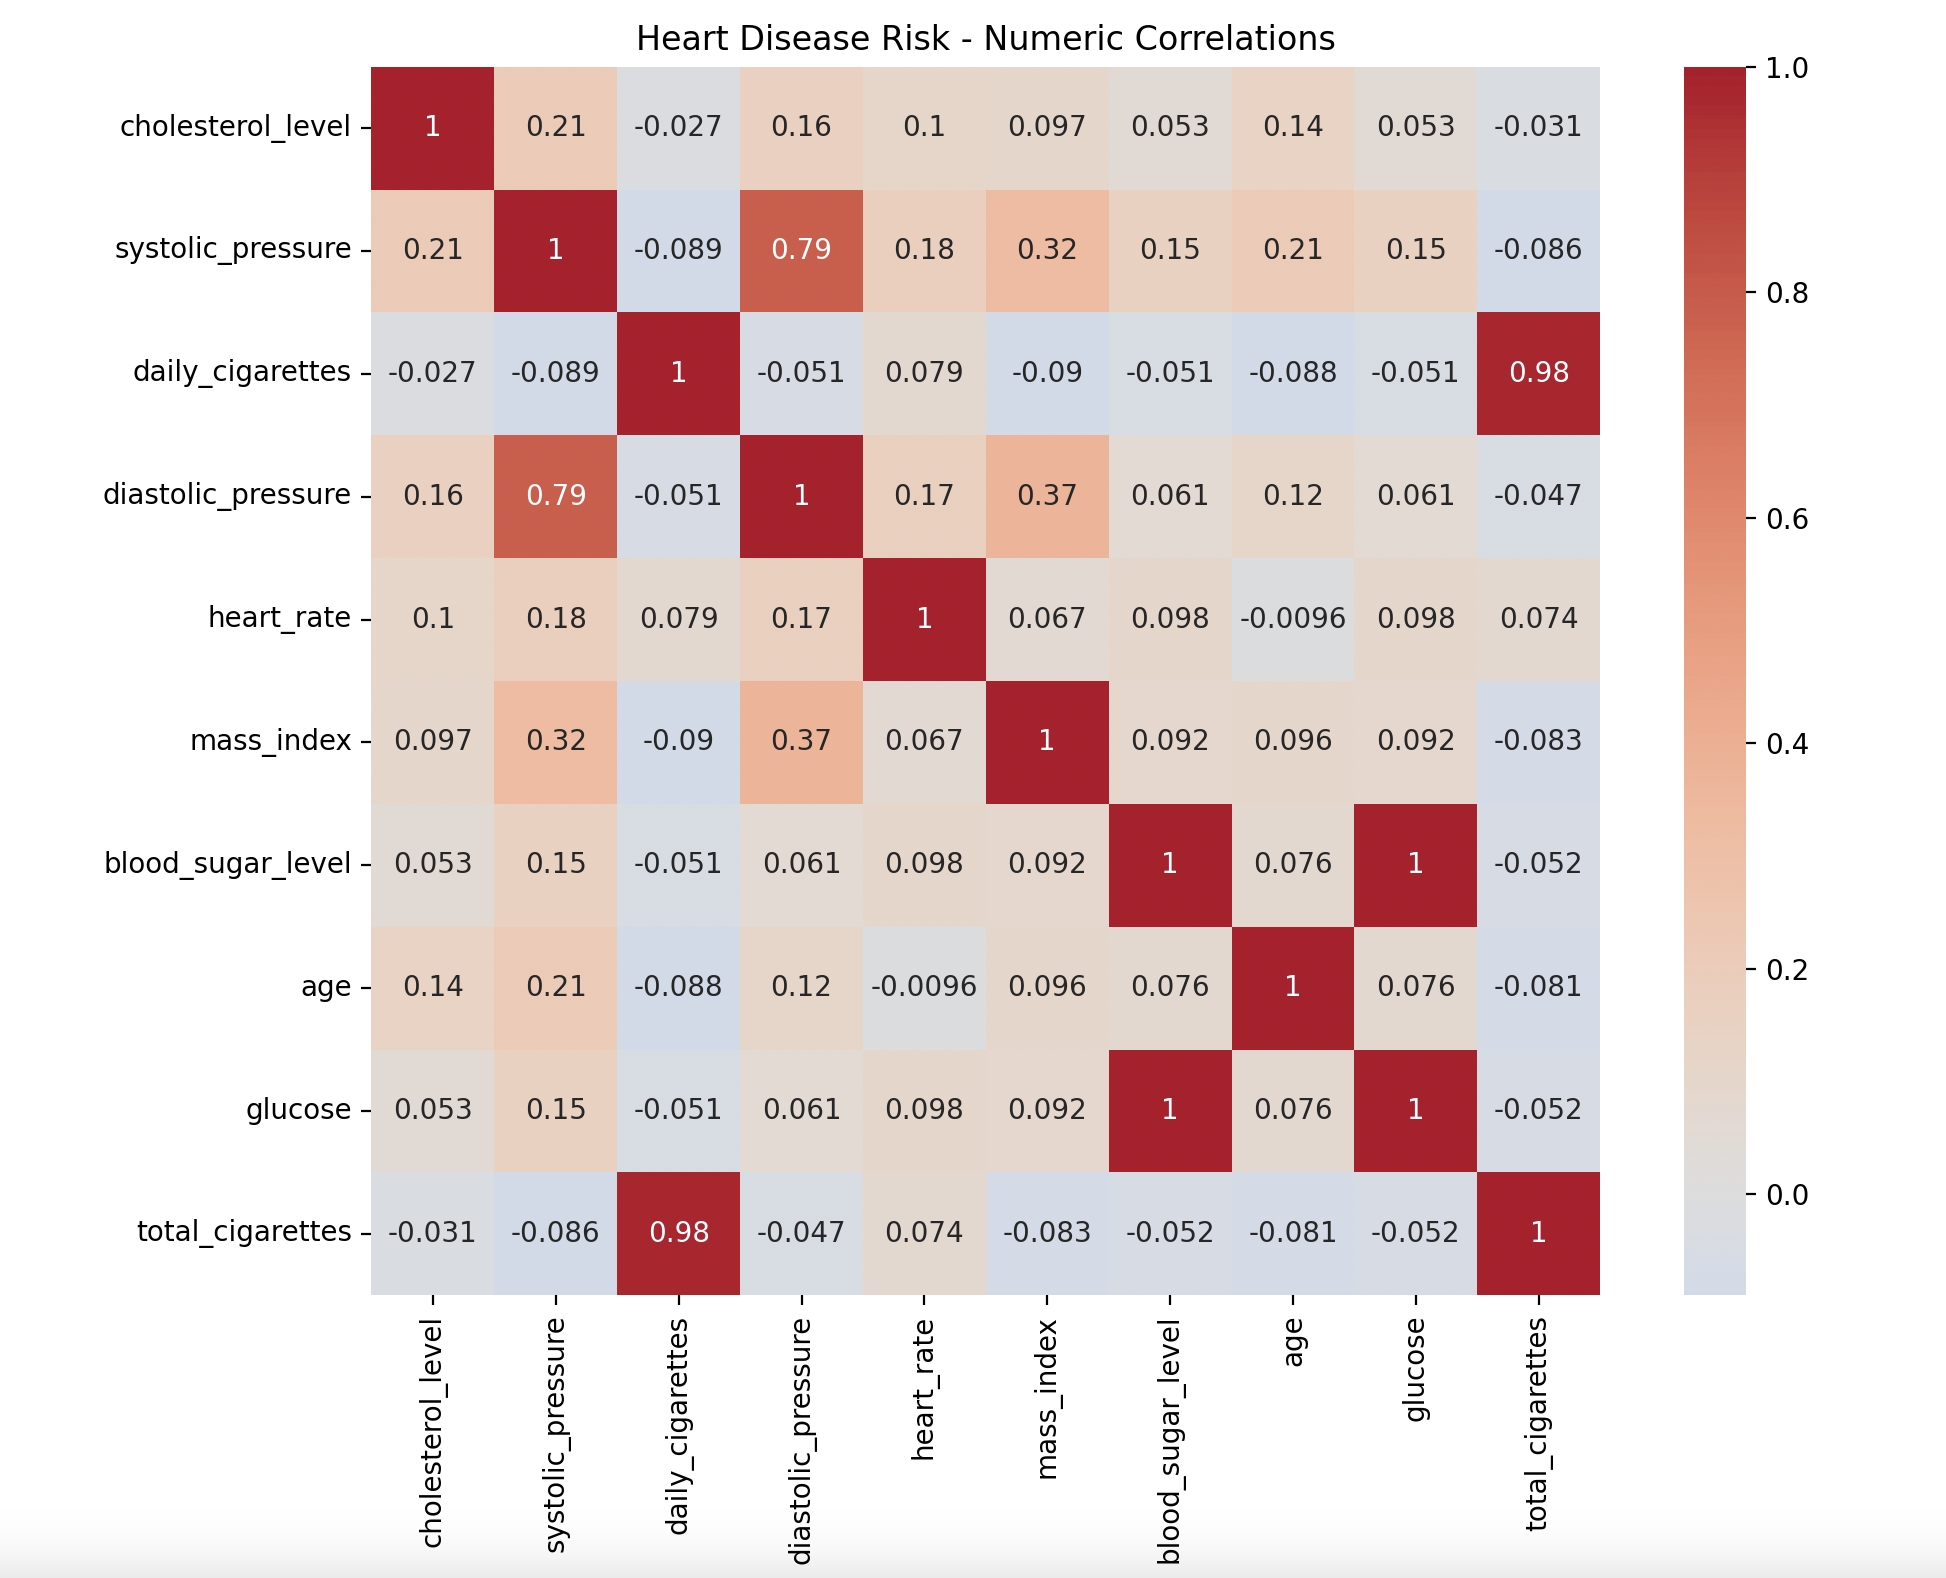 Heart Disease Risk - Numeric Correlations
cholesterol_level 1 0.21 -0.027 0.16 0.1 0.097 0.053 0.14 0.053 -0.031
systolic_pressure 0.21 1 -0.089 0.79 0.18 0.32 0.15 0.21 0.15 -0.086
daily_cigarettes -0.027 -0.089 1 -0.051 0.079 -0.09 -0.051 -0.088 -0.051 0.98
diastolic_pressure 0.16 0.79 -0.051 1 0.17 0.37 0.061 0.12 0.061 -0.047
heart_rate 0.1 0.18 0.079 0.17 1 0.067 0.098 -0.0096 0.098 0.074
mass_index 0.097 0.32 -0.09 0.37 0.067 1 0.092 0.096 0.092 -0.083
blood_sugar_level 0.053 0.15 -0.051 0.061 0.098 0.092 1 0.076 1 -0.052
age 0.14 0.21 -0.088 0.12 -0.0096 0.096 0.076 1 0.076 -0.081
glucose 0.053 0.15 -0.051 0.061 0.098 0.092 1 0.076 1 -0.052
total_cigarettes -0.031 -0.086 0.98 -0.047 0.074 -0.083 -0.052 -0.081 -0.052 1
cholesterol_level
systolic_pressure
daily_cigarettes
diastolic_pressure
heart_rate
mass_index
blood_sugar_level
age
glucose
total_cigarettes
1.0
0.8
0.6
0.4
0.2
0.0